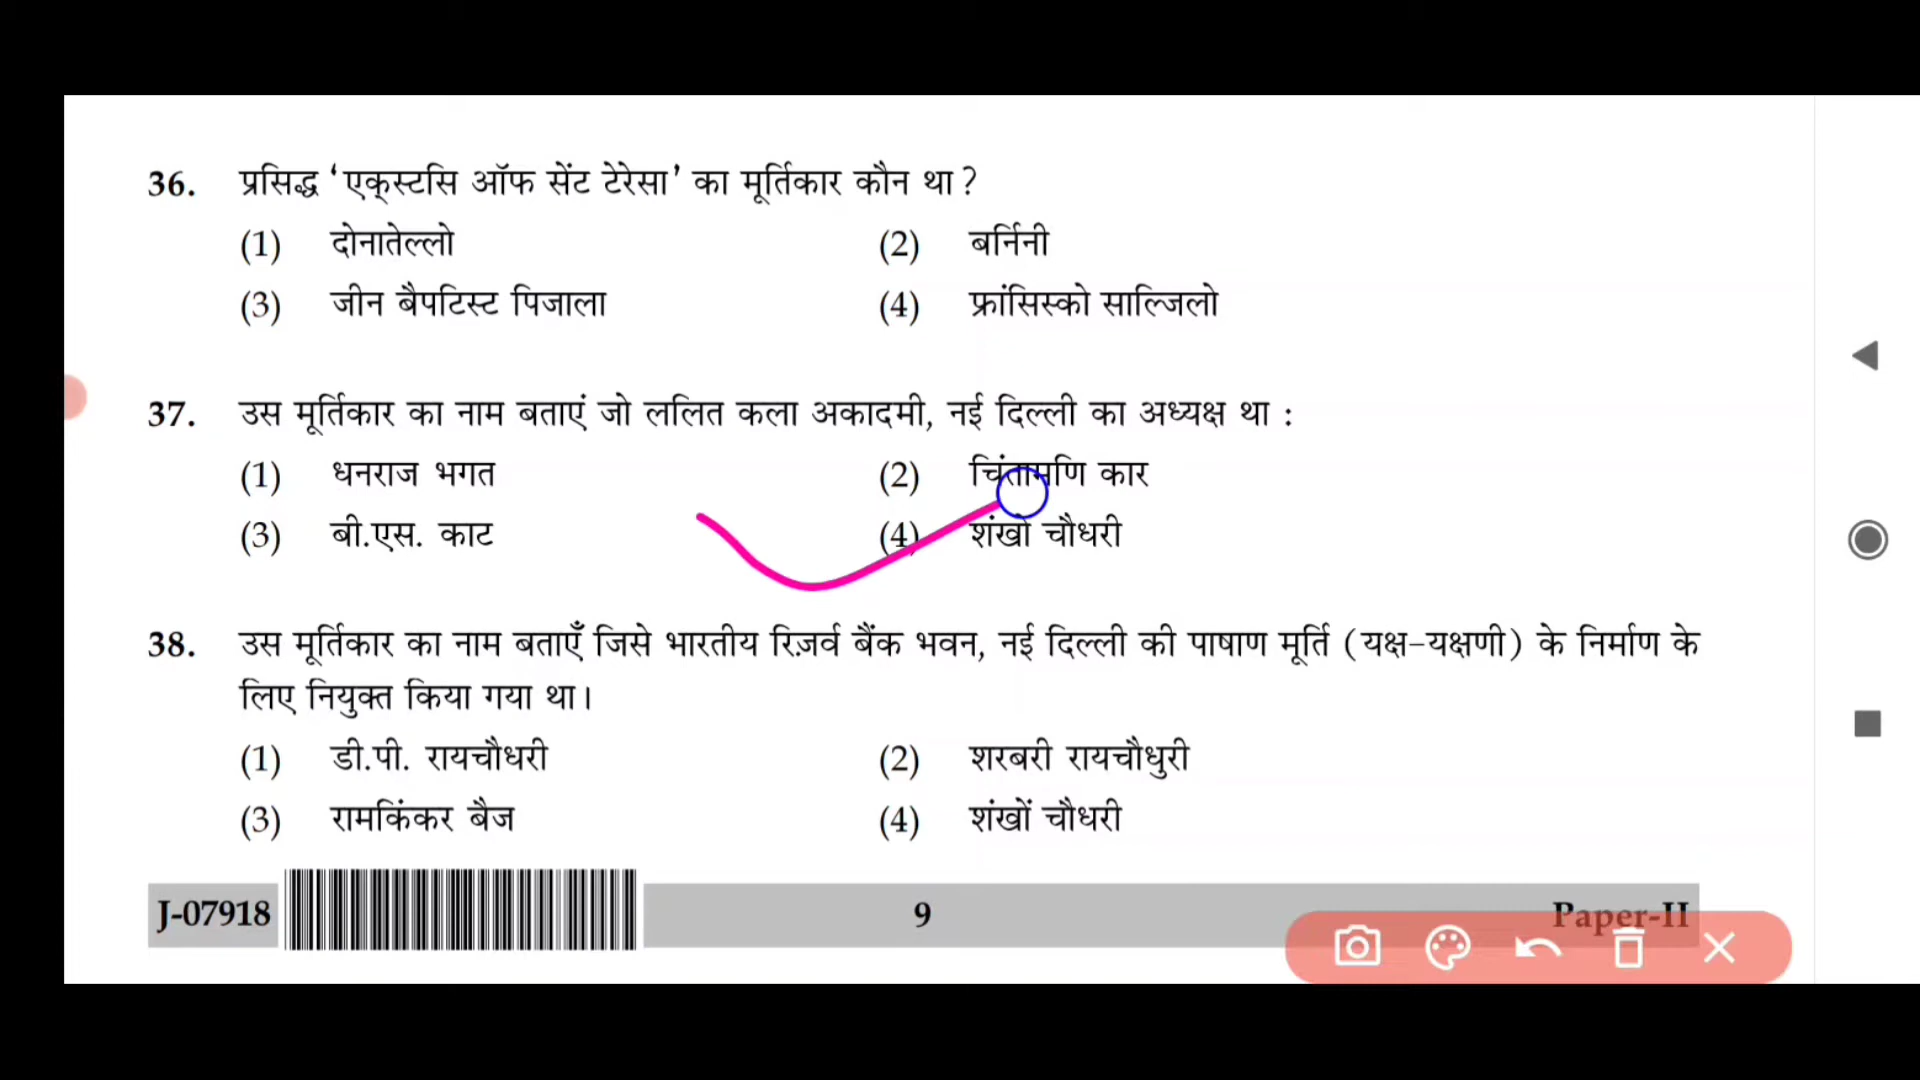 36. प्रसिद्ध ‘एक्स्टसि ऑफ सेंट टेरेसा’ का मूर्तिकार कौन था ?
(1) दोनातेल्लो (2) बर्निनी
(3) जीन बैपटिस्ट पिजाला (4) फ्रांसिस्को साल्जिलो
37. उस मूर्तिकार का नाम बताएं जो ललित कला अकादमी, नई दिल्ली का अध्यक्ष था :
(1) धनराज भगत (2) चिंतामणि कार
(3) बी.एस. काट (4) शंखो चौधरी
38. उस मूर्तिकार का नाम बताएँ जिसे भारतीय रिज़र्व बैंक भवन, नई दिल्ली की पाषाण मूर्ति (यक्ष-यक्षणी) के निर्माण के
लिए नियुक्त किया गया था।
(1) डी.पी. रायचौधरी (2) शरबरी रायचौधुरी
(3) रामकिंकर बैज (4) शंखों चौधरी
J-07918 9 Paper-II